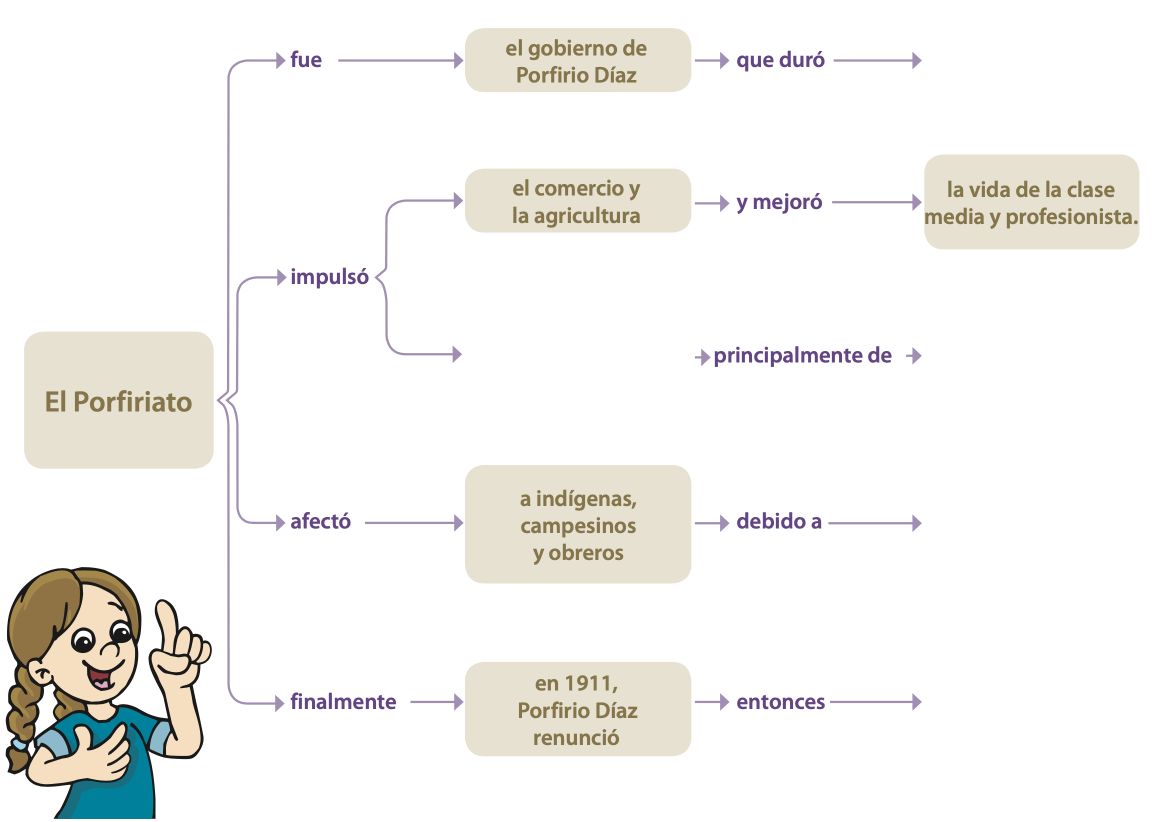 fue
el gobierno de
Porfirio Díaz
que duró
el comercio y
la agricultura
y mejoró
la vida de la clase
media y profesionista.
impulsó
principalmente de
El Porfiriato
afectó
a indígenas,
campesinos
y obreros
debido a
finalmente
en 1911,
Porfirio Díaz
renunció
entonces